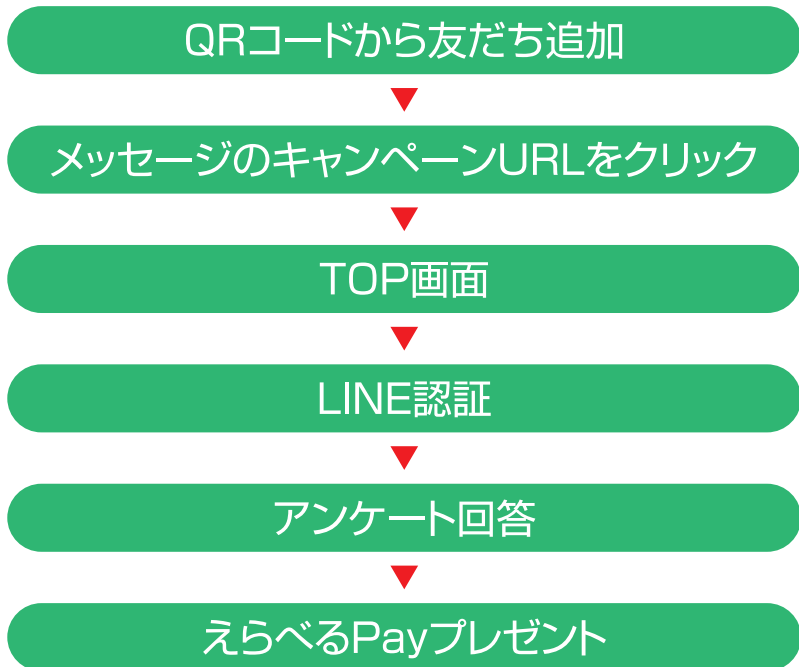 QRコードから友だち追加
メッセージのキャンペーンURLをクリック
TOP画面
LINE認証
アンケート回答
えらべるPayプレゼント